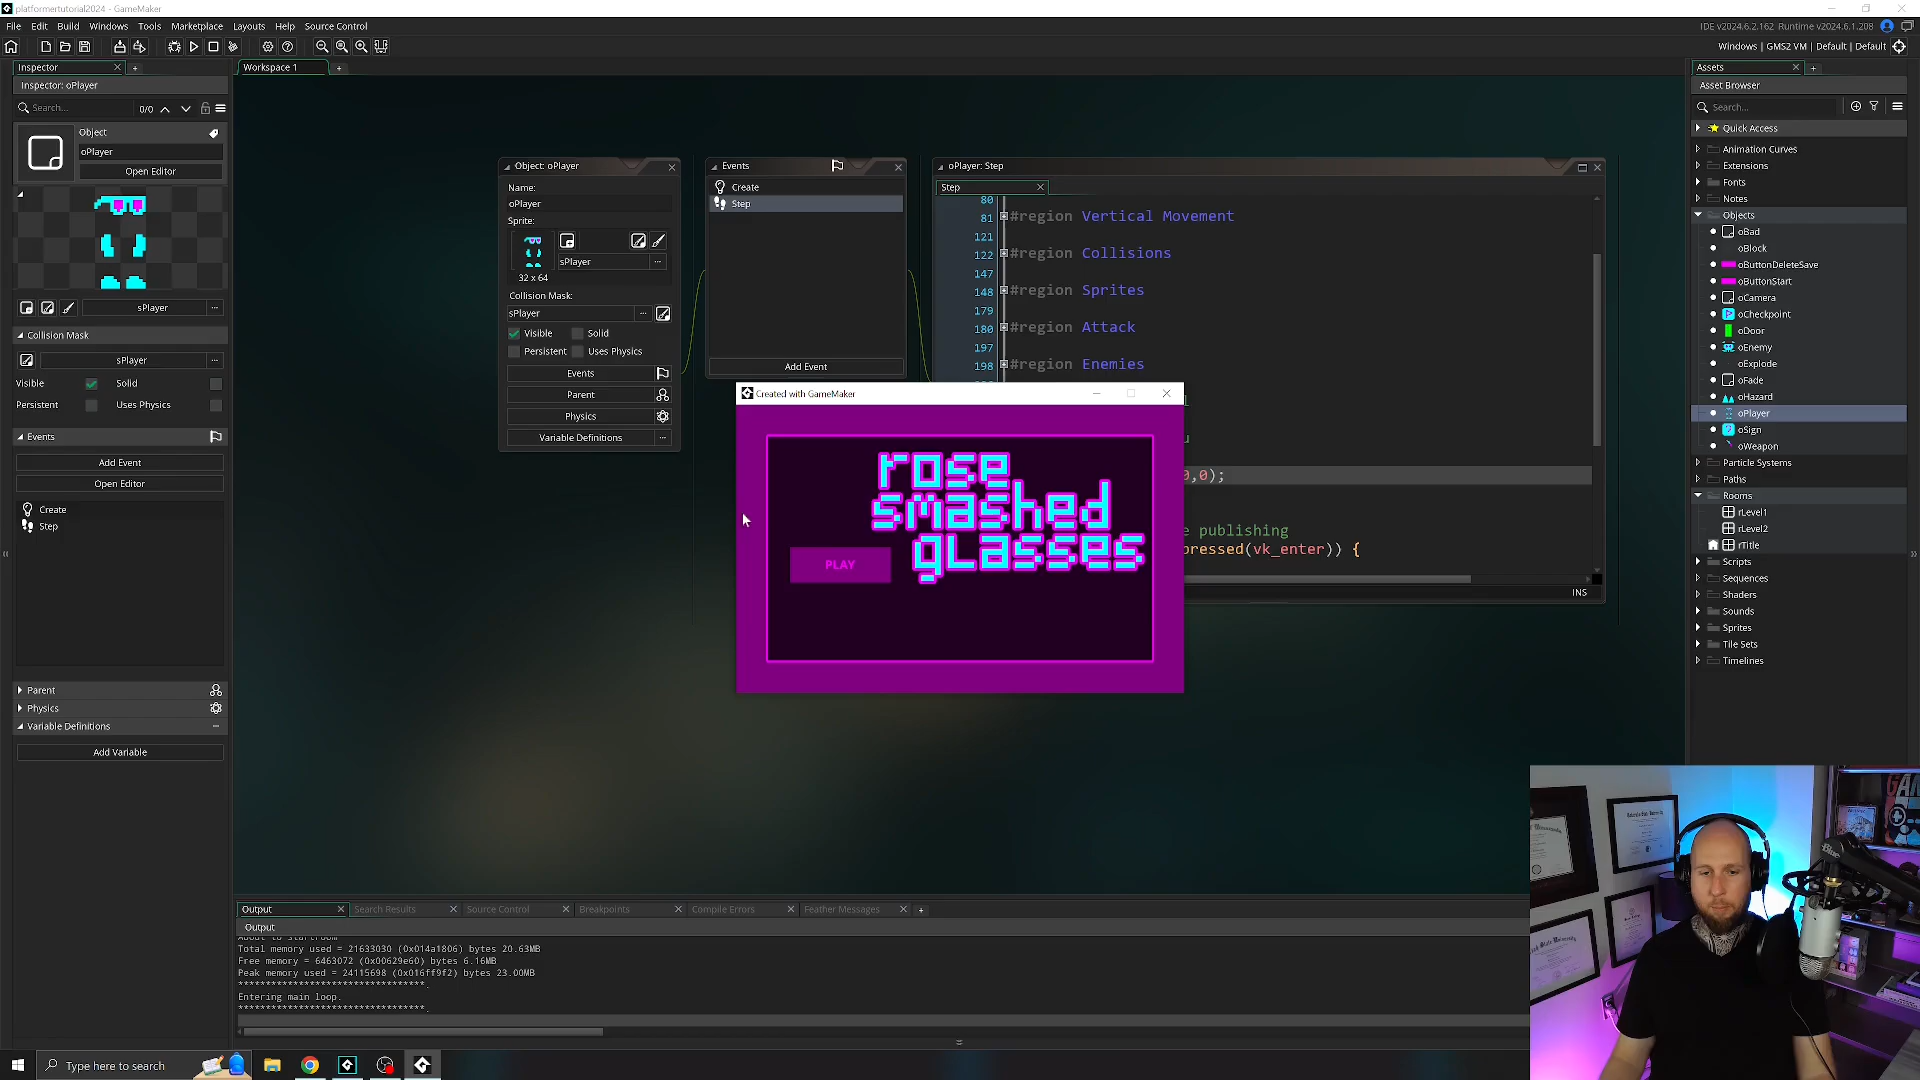 platformertutorial2024 - GameMaker
File Edit Build Windows Tools Marketplace Layouts Help Source Control
IDE v2024.6.2.162 Runtime v2024.6.1.208
Windows | GMS2 VM | Default | Default
Inspector
Inspector: oPlayer
Search...
0/0
Object
oPlayer
Open Editor
sPlayer
Collision Mask
sPlayer
Visible
Solid
Persistent
Uses Physics
Events
Add Event
Open Editor
Create
Step
Parent
Physics
Variable Definitions
Add Variable
Workspace 1
Object: oPlayer
Name:
oPlayer
Sprite:
sPlayer
32 x 64
Collision Mask:
sPlayer
Visible
Solid
Persistent
Uses Physics
Events
Parent
Physics
Variable Definitions
Events
Create
Step
Add Event
oPlayer: Step
Step
80
81 #region Vertical Movement
121
122 #region Collisions
147
148 #region Sprites
179
180 #region Attack
197
198 #region Enemies
,0);
e publishing
pressed(vk_enter)) {
INS
Created with GameMaker
rose
smashed
glasses
PLAY
Output
Search Results
Source Control
Breakpoints
Compile Errors
Feather Messages
Output
About to startroom
Total memory used = 21633030 (0x014a1806) bytes 20.63MB
Free memory = 6463072 (0x00629e60) bytes 6.16MB
Peak memory used = 24115698 (0x016ff9f2) bytes 23.00MB
**********************************.
Entering main loop.
**********************************.
Assets
Asset Browser
Search...
Quick Access
Animation Curves
Extensions
Fonts
Notes
Objects
oBad
oBlock
oButtonDeleteSave
oButtonStart
oCamera
oCheckpoint
oDoor
oEnemy
oExplode
oFade
oHazard
oPlayer
oSign
oWeapon
Particle Systems
Paths
Rooms
rLevel1
rLevel2
rTitle
Scripts
Sequences
Shaders
Sounds
Sprites
Tile Sets
Timelines
Blue
Type here to search